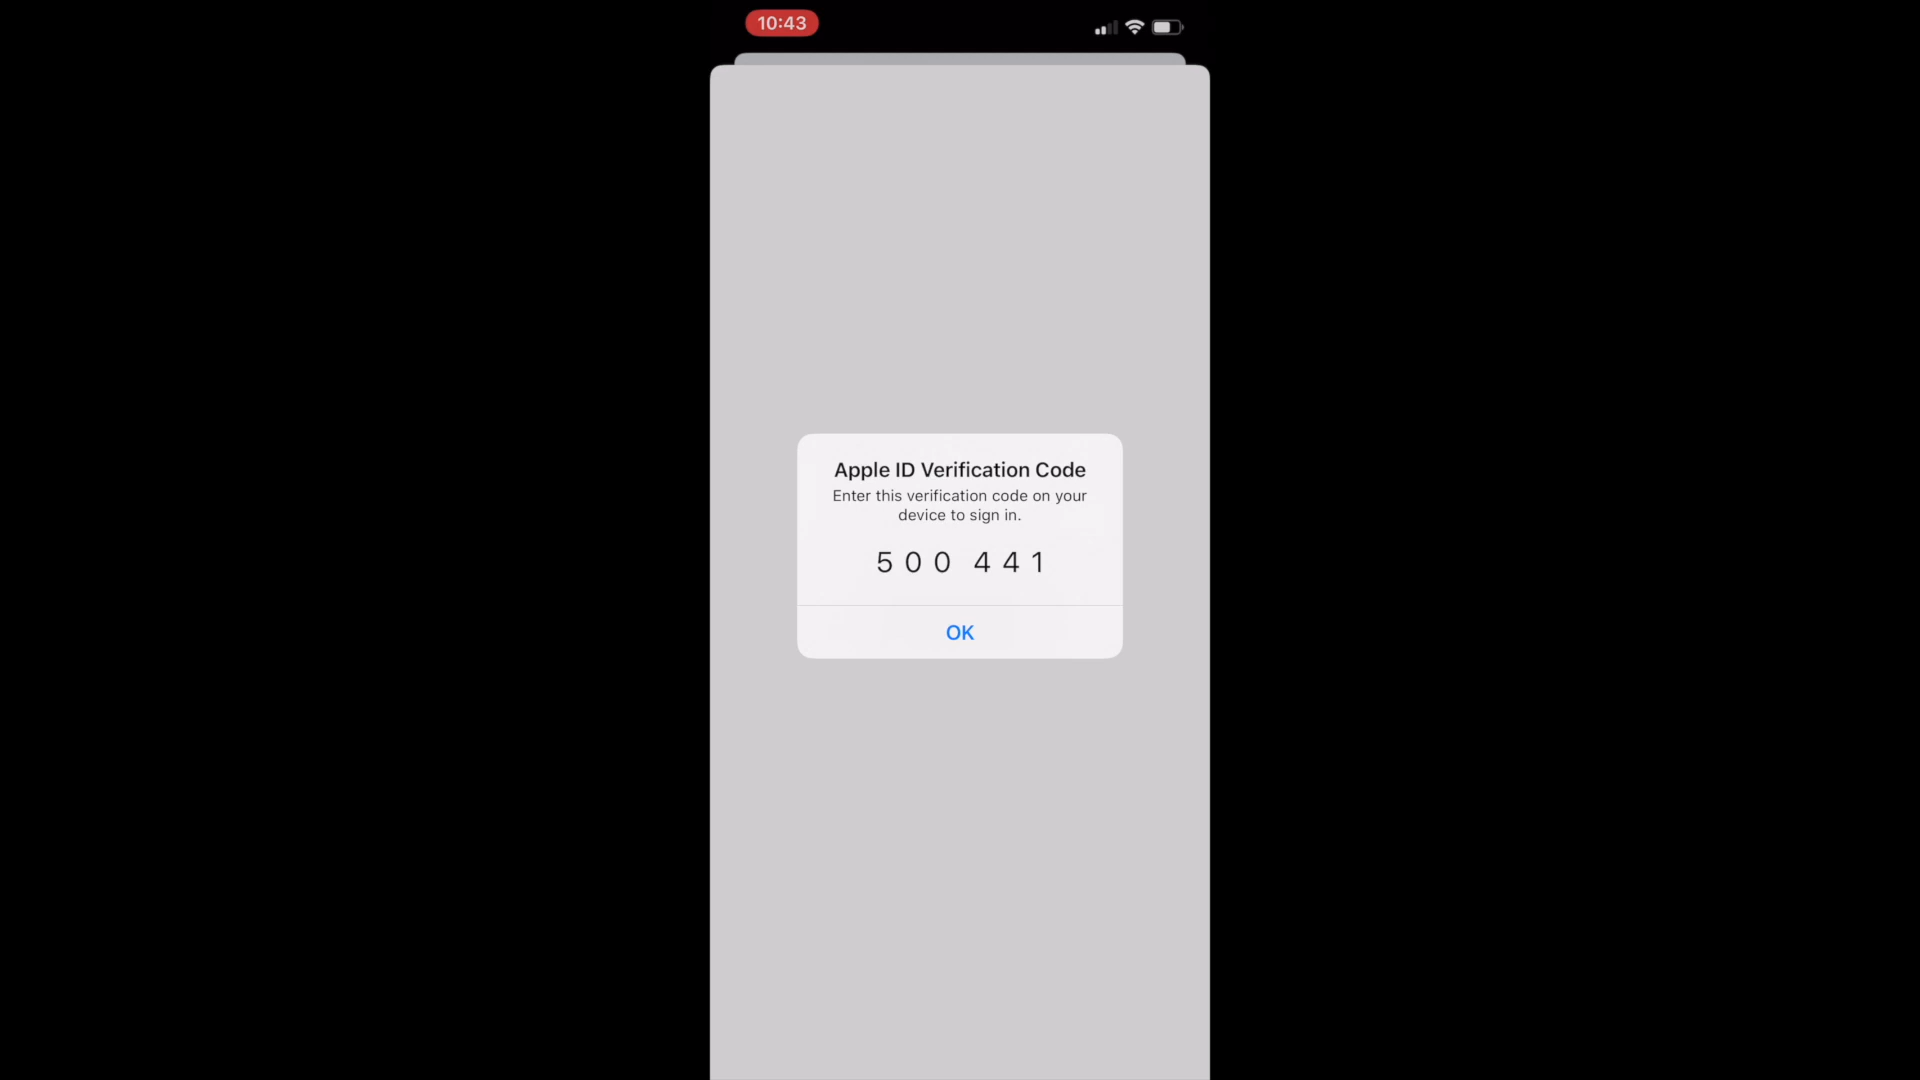 10:43
Apple ID Verification Code
Enter this verification code on your
device to sign in.
500 441
OK